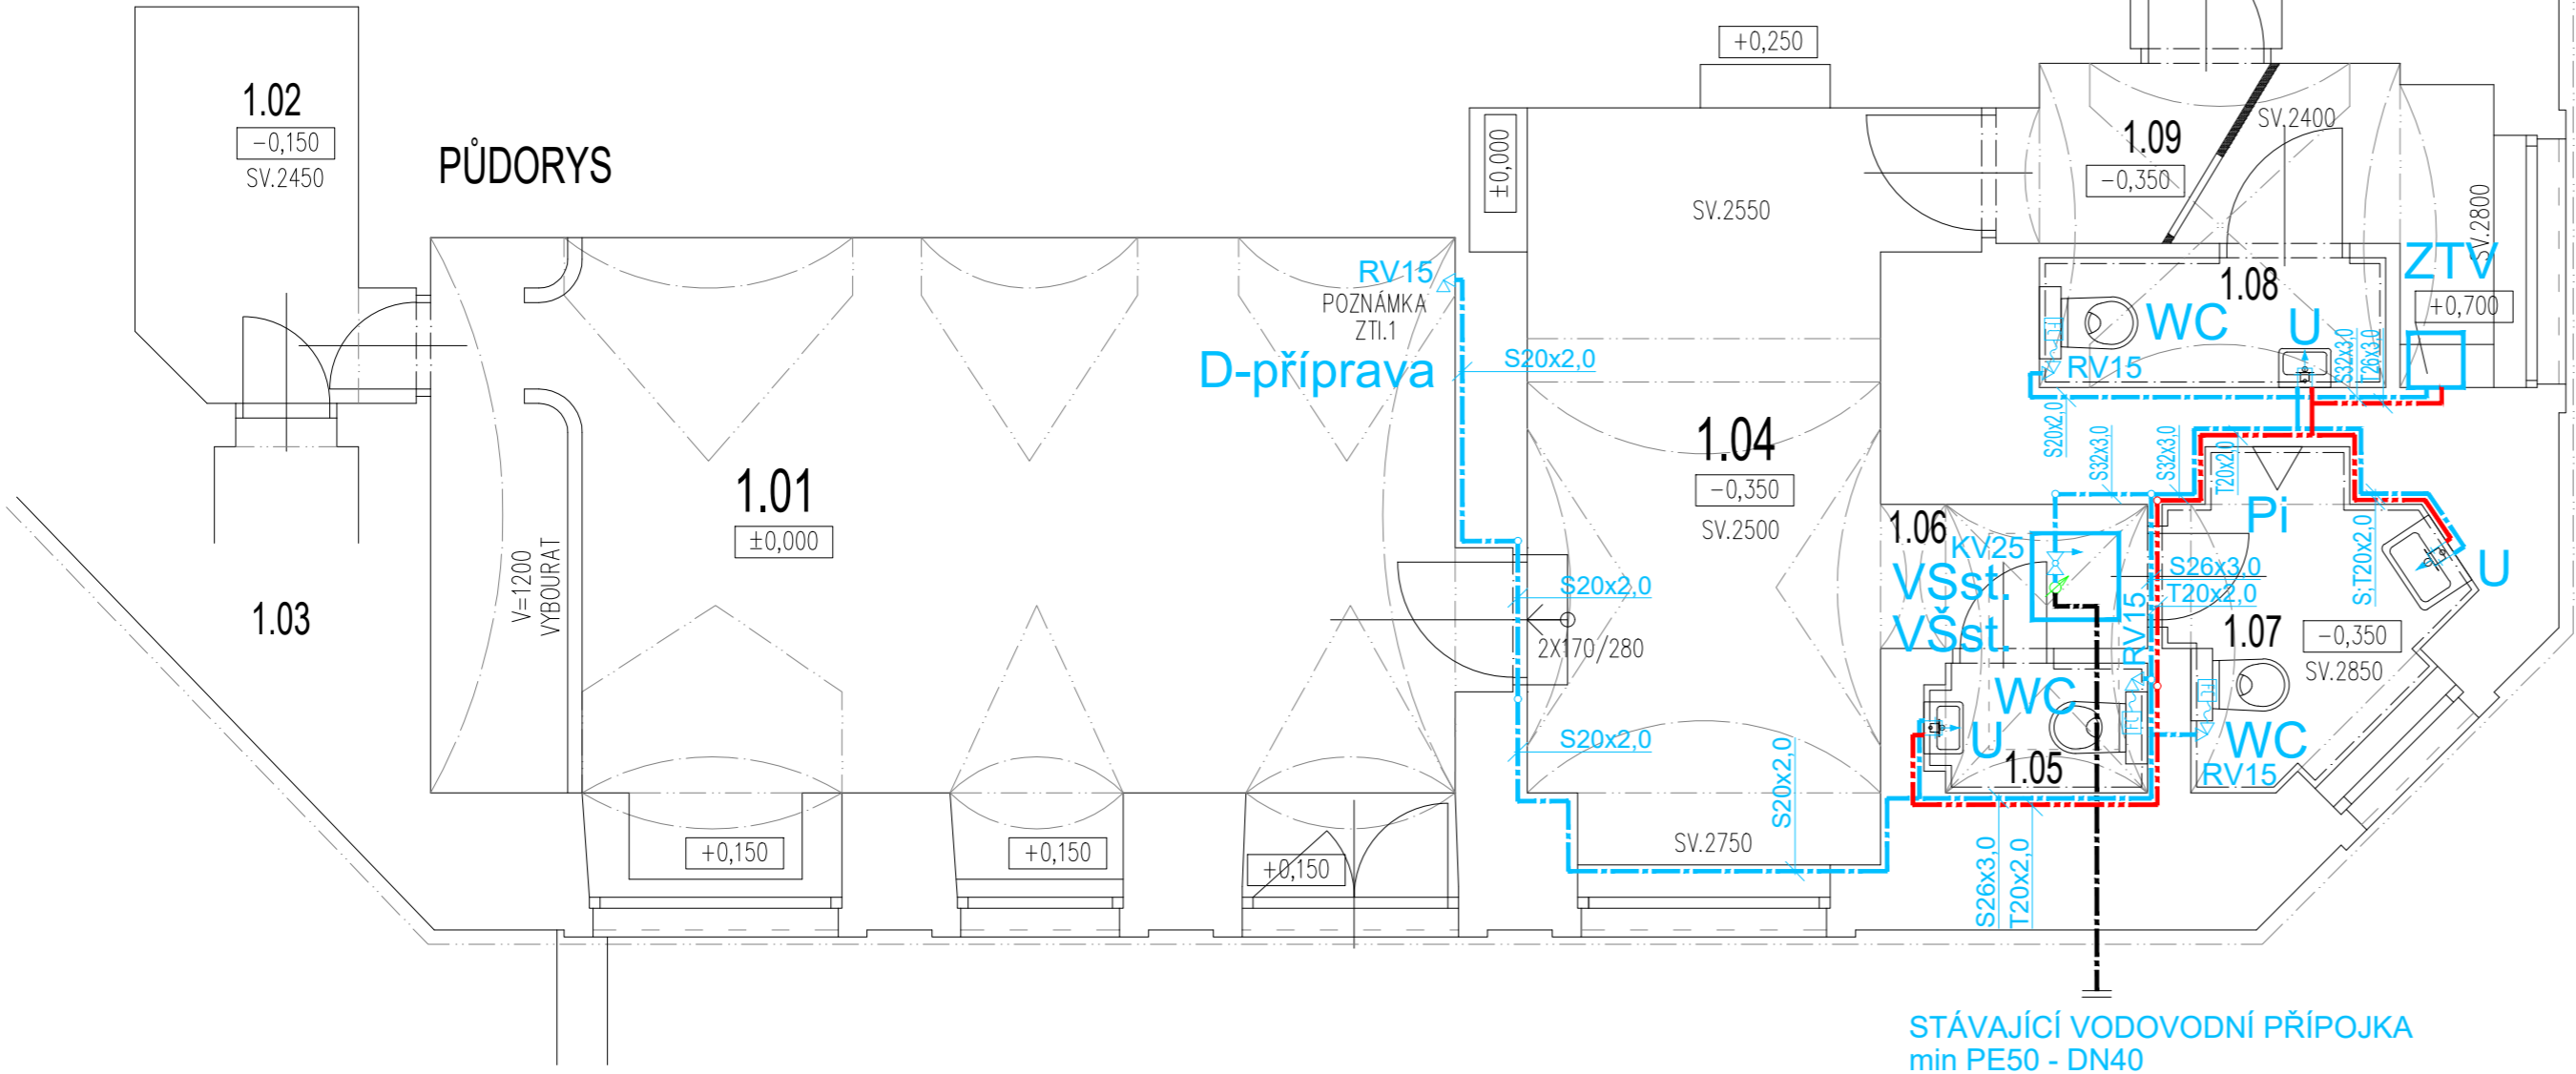 1.02
-0,150
SV.2450
PŮDORYS
1.03
V=1200
VYBOURAT
1.01
±0,000
RV15
POZNÁMKA
ZTI.1
D-příprava
S20x2,0
S20x2,0
2X170/280
S20x2,0
+0,150
+0,150
+0,150
+0,250
±0,000
SV.2550
1.04
-0,350
SV.2500
S20x2,0
SV.2750
1.09
-0,350
SV.2400
SV.2800
ZTV
+0,700
1.08
WC
U
RV15
S32x3,0
T26x3,0
S20x2,0
S32x3,0
S32x3,0
T20x2,0
Pi
1.06
KV25
VSst.
VŠst.
S26x3,0
T20x2,0
RV15
S;T20x2,0
U
1.07
-0,350
SV.2850
WC
U
1.05
WC
RV15
S26x3,0
T20x2,0
STÁVAJÍCÍ VODOVODNÍ PŘÍPOJKA
min PE50 - DN40